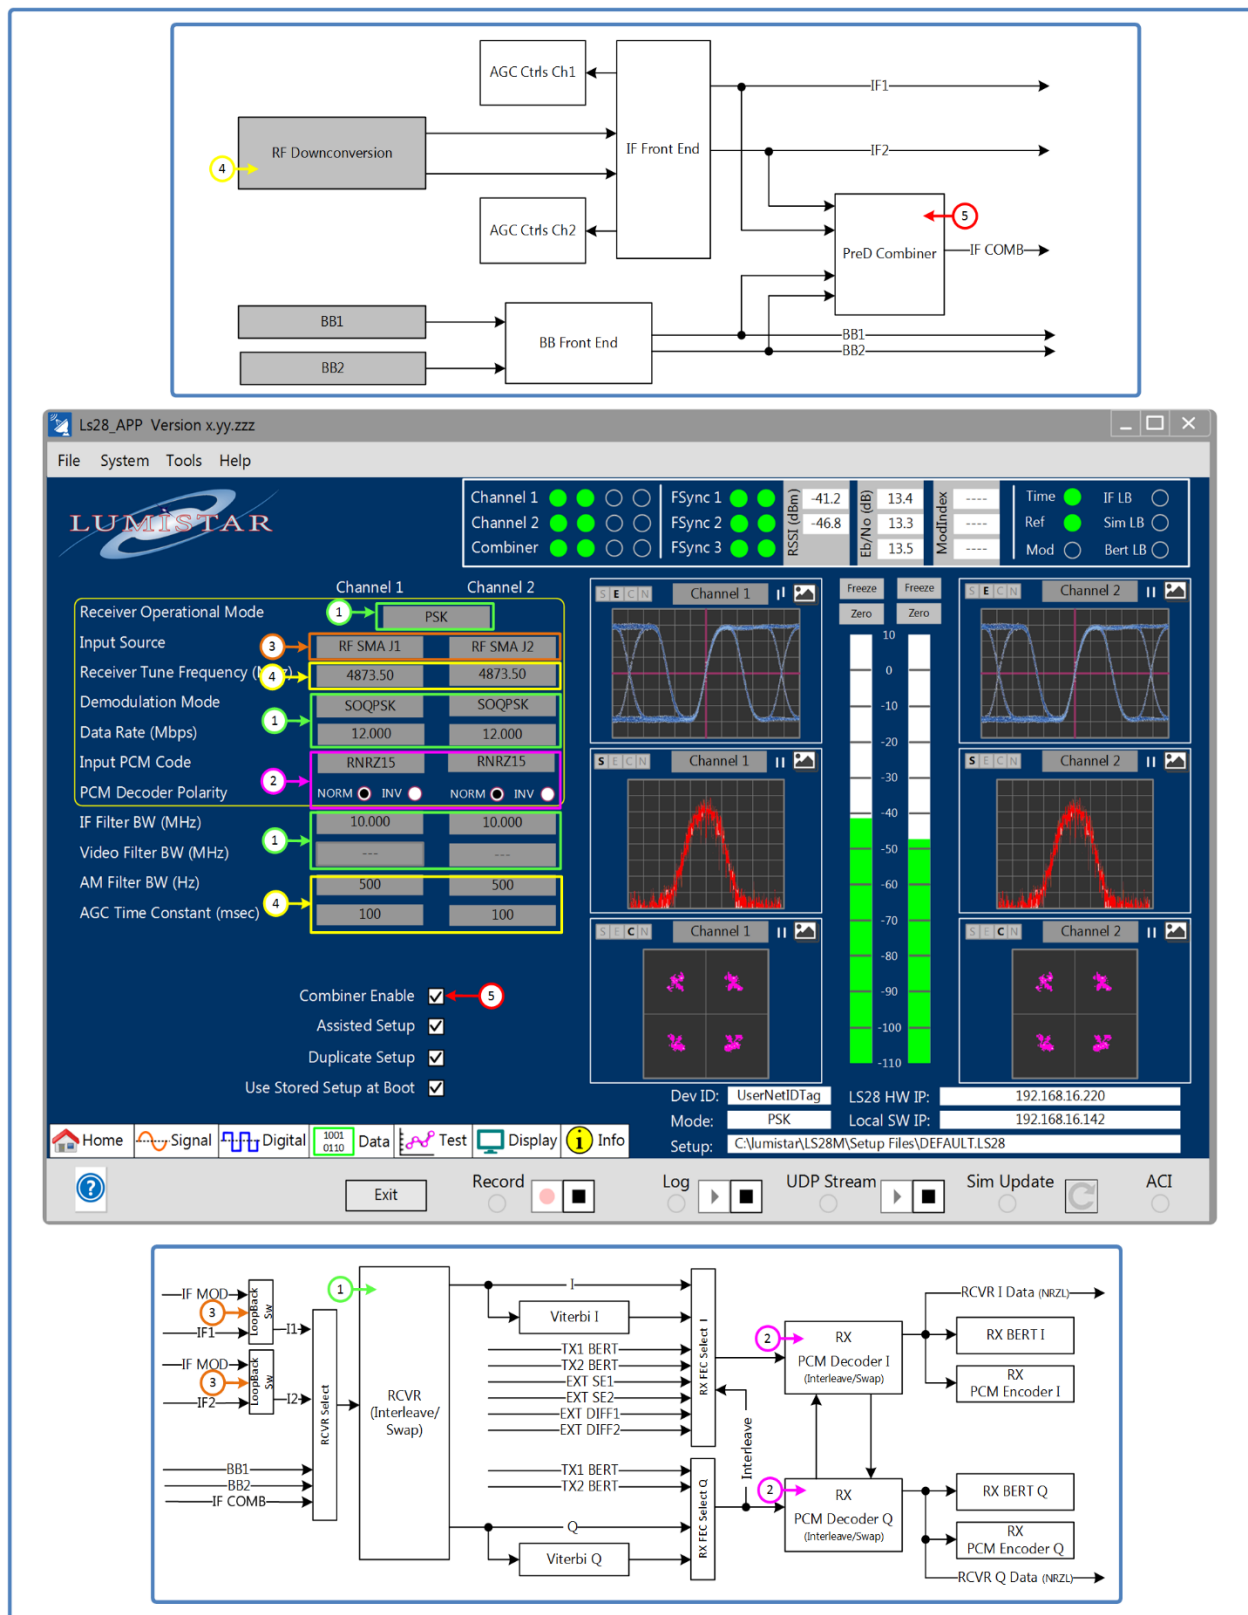 AGC Ctrls Ch1
IF1
RF Downconversion
IF Front End
IF2
4
AGC Ctrls Ch2
5
PreD Combiner
IF COMB
BB1
BB Front End
BB1
BB2
BB2
Ls28_APP Version x.yy.zzz
File System Tools Help
LUMISTAR
Channel 1 FSync 1 -41.2 13.4 ---- Time IF LB
Channel 2 FSync 2 -46.8 13.3 ---- Ref Sim LB
Combiner FSync 3 13.5 ---- Mod Bert LB
RSSI (dBm)
Eb/No (dB)
ModIndex
Channel 1 Channel 2
Receiver Operational Mode 1 PSK
Input Source 3 RF SMA J1 RF SMA J2
Receiver Tune Frequency ( z) 4 4873.50 4873.50
Demodulation Mode SOQPSK SOQPSK
1
Data Rate (Mbps) 12.000 12.000
Input PCM Code RNRZ15 RNRZ15
2
PCM Decoder Polarity NORM INV NORM INV
IF Filter BW (MHz) 10.000 10.000
1
Video Filter BW (MHz) --- ---
AM Filter BW (Hz) 500 500
4
AGC Time Constant (msec) 100 100
Combiner Enable 5
Assisted Setup
Duplicate Setup
Use Stored Setup at Boot
S E C N Channel 1
S E C N Channel 1
S E C N Channel 1
Freeze Freeze
Zero Zero
10
0
-10
-20
-30
-40
-50
-60
-70
-80
-90
-100
-110
S E C N Channel 2
S E C N Channel 2
S E C N Channel 2
Dev ID: UserNetIDTag LS28 HW IP: 192.168.16.220
Mode: PSK Local SW IP: 192.168.16.142
Setup: C:\lumistar\LS28M\Setup Files\DEFAULT.LS28
Home Signal Digital 1001 0110 Data Test Display i Info
? Exit Record Log UDP Stream Sim Update ACI
IF MOD
3
IF1
LoopBack Sw
I1
IF MOD
3
IF2
LoopBack Sw
I2
BB1
BB2
IF COMB
RCVR Select
1
RCVR
(Interleave/
Swap)
I
Viterbi I
TX1 BERT
TX2 BERT
EXT SE1
EXT SE2
EXT DIFF1
EXT DIFF2
RX FEC Select I
TX1 BERT
TX2 BERT
Q
Viterbi Q
RX FEC Select Q
Interleave
2
RX
PCM Decoder I
(Interleave/Swap)
2
RX
PCM Decoder Q
(Interleave/Swap)
RCVR I Data (NRZL)
RX BERT I
RX
PCM Encoder I
RX BERT Q
RX
PCM Encoder Q
RCVR Q Data (NRZL)